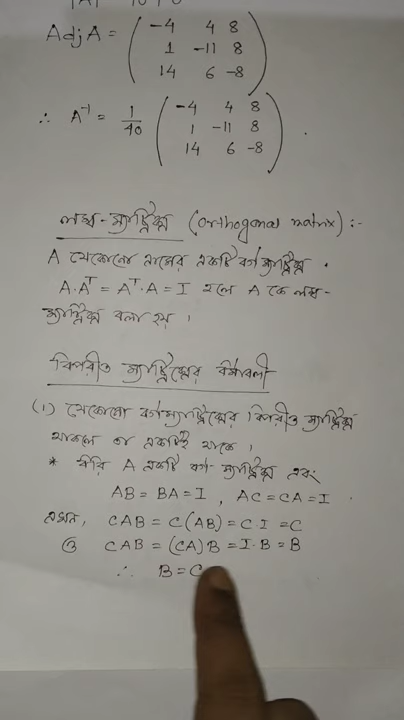 Adj A = ( -4 4 8
1 -11 8
14 6 -8 )
∴ A⁻¹ = 1/40 ( -4 4 8
1 -11 8
14 6 -8 ) .
লম্ব-ম্যাট্রিক্স (Orthogonal matrix) :-
A যেকোনো মাপের একটি বর্গম্যাট্রিক্স .
A·Aᵀ = Aᵀ·A = I হলে A কে লম্ব-
ম্যাট্রিক্স বলা হয় ।
বিপরীত ম্যাট্রিক্সের ধর্মাবলী
(1) যেকোনো বর্গম্যাট্রিক্সের বিপরীত ম্যাট্রিক্স
থাকলে তা একটিই থাকে ।
* ধরি A একটি বর্গ ম্যাট্রিক্স এবং
AB = BA = I , AC = CA = I .
এখন, CAB = C(AB) = C·I = C
ও CAB = (CA)B = I·B = B
∴ B = C